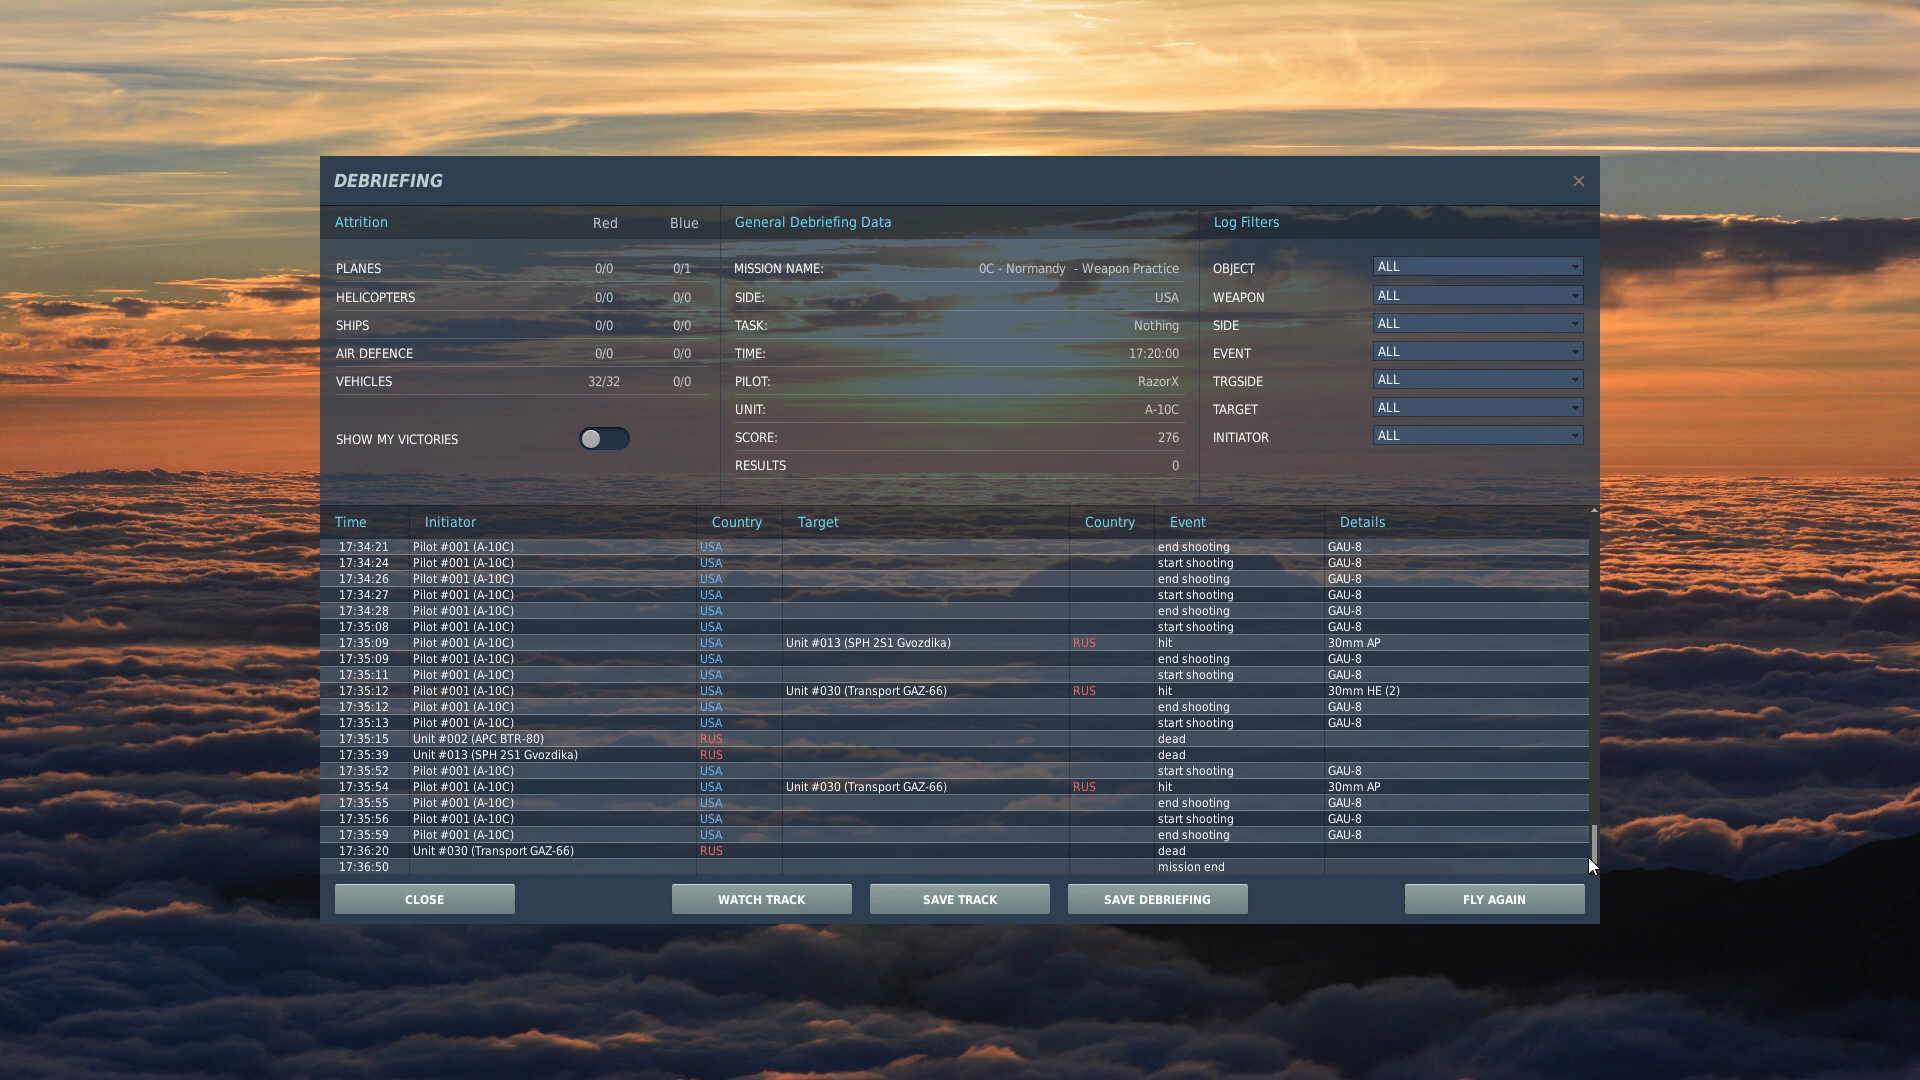 DEBRIEFING
Attrition Red Blue General Debriefing Data Log Filters
PLANES 0/0 0/1 MISSION NAME: 0C - Normandy - Weapon Practice OBJECT ALL
HELICOPTERS 0/0 0/0 SIDE: USA WEAPON ALL
SHIPS 0/0 0/0 TASK: Nothing SIDE ALL
AIR DEFENCE 0/0 0/0 TIME: 17:20:00 EVENT ALL
VEHICLES 32/32 0/0 PILOT: RazorX TRGSIDE ALL
UNIT: A-10C TARGET ALL
SHOW MY VICTORIES SCORE: 276 INITIATOR ALL
RESULTS 0
Time Initiator Country Target Country Event Details
17:34:21 Pilot #001 (A-10C) USA end shooting GAU-8
17:34:24 Pilot #001 (A-10C) USA start shooting GAU-8
17:34:26 Pilot #001 (A-10C) USA end shooting GAU-8
17:34:27 Pilot #001 (A-10C) USA start shooting GAU-8
17:34:28 Pilot #001 (A-10C) USA end shooting GAU-8
17:35:08 Pilot #001 (A-10C) USA start shooting GAU-8
17:35:09 Pilot #001 (A-10C) USA Unit #013 (SPH 2S1 Gvozdika) RUS hit 30mm AP
17:35:09 Pilot #001 (A-10C) USA end shooting GAU-8
17:35:11 Pilot #001 (A-10C) USA start shooting GAU-8
17:35:12 Pilot #001 (A-10C) USA Unit #030 (Transport GAZ-66) RUS hit 30mm HE (2)
17:35:12 Pilot #001 (A-10C) USA end shooting GAU-8
17:35:13 Pilot #001 (A-10C) USA start shooting GAU-8
17:35:15 Unit #002 (APC BTR-80) RUS dead
17:35:39 Unit #013 (SPH 2S1 Gvozdika) RUS dead
17:35:52 Pilot #001 (A-10C) USA start shooting GAU-8
17:35:54 Pilot #001 (A-10C) USA Unit #030 (Transport GAZ-66) RUS hit 30mm AP
17:35:55 Pilot #001 (A-10C) USA end shooting GAU-8
17:35:56 Pilot #001 (A-10C) USA start shooting GAU-8
17:35:59 Pilot #001 (A-10C) USA end shooting GAU-8
17:36:20 Unit #030 (Transport GAZ-66) RUS dead
17:36:50 mission end
CLOSE WATCH TRACK SAVE TRACK SAVE DEBRIEFING FLY AGAIN